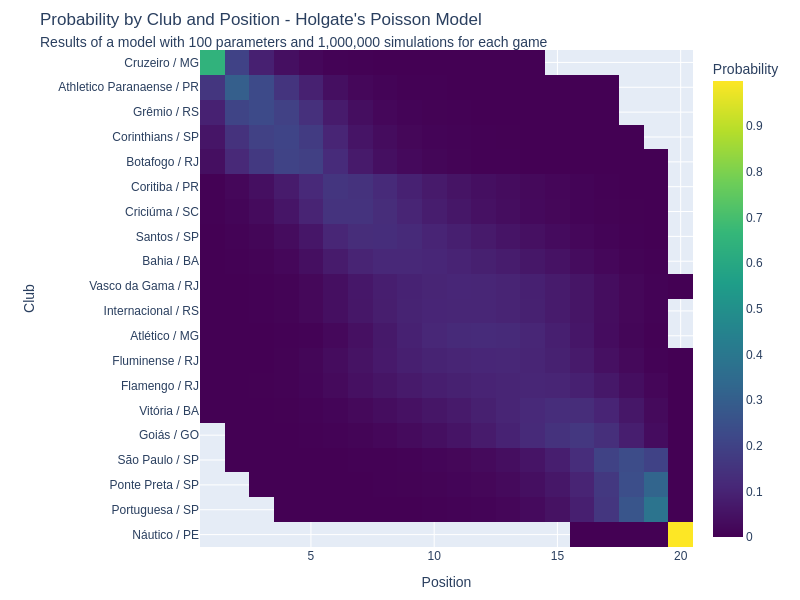 Probability by Club and Position - Holgate's Poisson Model
Results of a model with 100 parameters and 1,000,000 simulations for each game
Probability
Club
Cruzeiro / MG
Athletico Paranaense / PR
Grêmio / RS
Corinthians / SP
Botafogo / RJ
Coritiba / PR
Criciúma / SC
Santos / SP
Bahia / BA
Vasco da Gama / RJ
Internacional / RS
Atlético / MG
Fluminense / RJ
Flamengo / RJ
Vitória / BA
Goiás / GO
São Paulo / SP
Ponte Preta / SP
Portuguesa / SP
Náutico / PE
0.9
0.8
0.7
0.6
0.5
0.4
0.3
0.2
0.1
0
5 10 15 20
Position